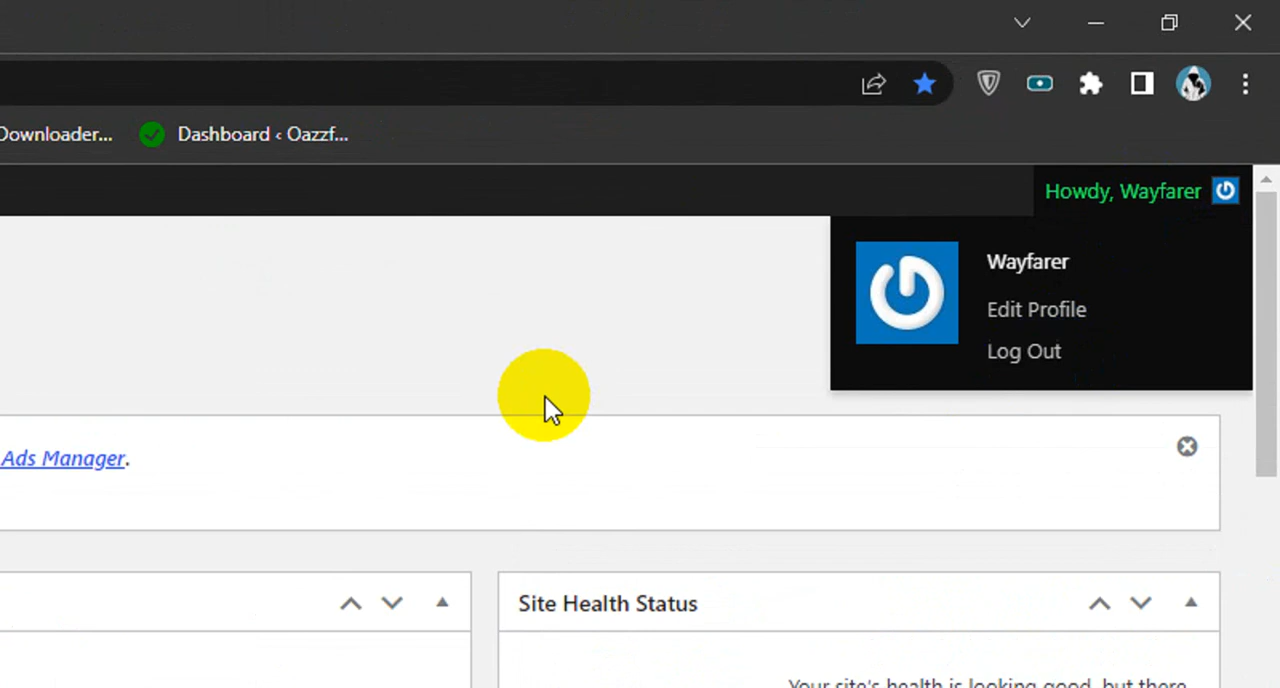 Downloader...
Dashboard ‹ Oazzf...
Howdy, Wayfarer
Wayfarer
Edit Profile
Log Out
Ads Manager.
Site Health Status
Your site's health is looking good, but there